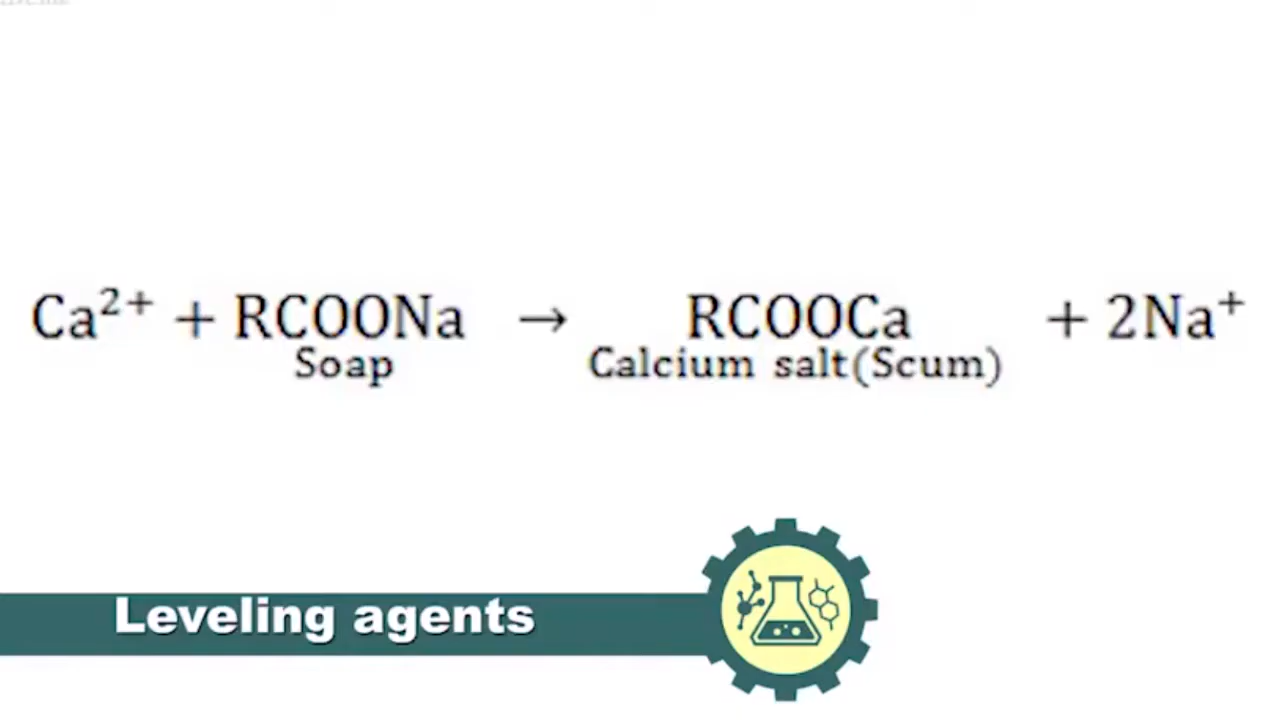 Ca²⁺ + RCOONa → RCOOCa + 2Na⁺
Soap Calcium salt(Scum)
Leveling agents